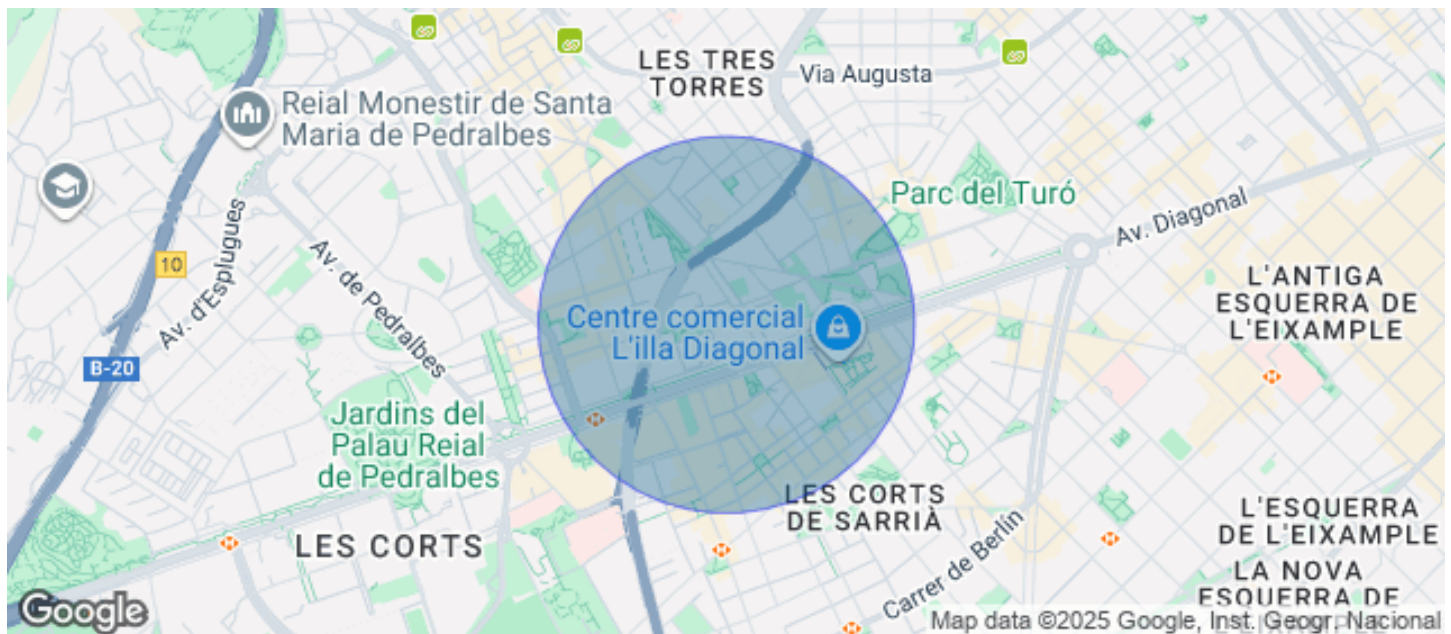 LES TRES
TORRES
Via Augusta
Reial Monestir de Santa
Maria de Pedralbes
Parc del Turó
Av. Diagonal
Av. d'Esplugues
10
Av. de Pedralbes
L'ANTIGA
ESQUERRA DE
L'EIXAMPLE
Centre comercial
L'illa Diagonal
B-20
Jardins del
Palau Reial
de Pedralbes
LES CORTS
DE SARRIÀ
L'ESQUERRA
DE L'EIXAMPLE
LES CORTS
Carrer de Berlín
LA NOVA
ESQUERRA DE
Google
Map data ©2025 Google, Inst. Geogr. Nacional